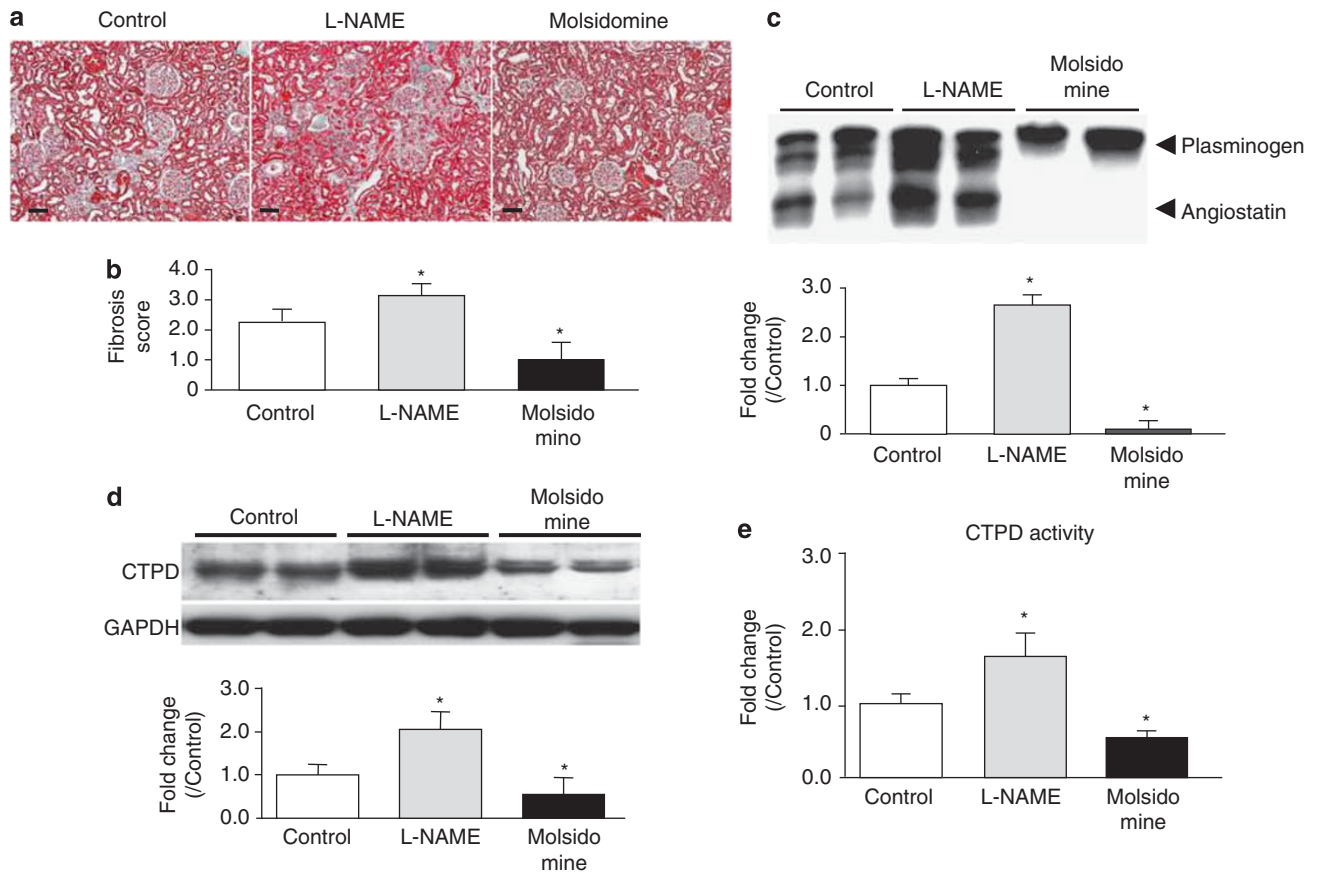 a
Control
L-NAME
Molsidomine
b
4.0
3.0
2.0
1.0
0
Fibrosis
score
*
*
Control
L-NAME
Molsido
mino
c
Control
L-NAME
Molsido
mine
Plasminogen
Angiostatin
3.0
2.0
1.0
0
Fold change
(/Control)
*
*
Control
L-NAME
Molsido
mine
d
Control
L-NAME
Molsido
mine
CTPD
GAPDH
3.0
2.0
1.0
0.0
Fold change
(/Control)
*
*
Control
L-NAME
Molsido
mine
e
CTPD activity
3.0
2.0
1.0
0.0
Fold change
(/Control)
*
*
Control
L-NAME
Molsido
mine